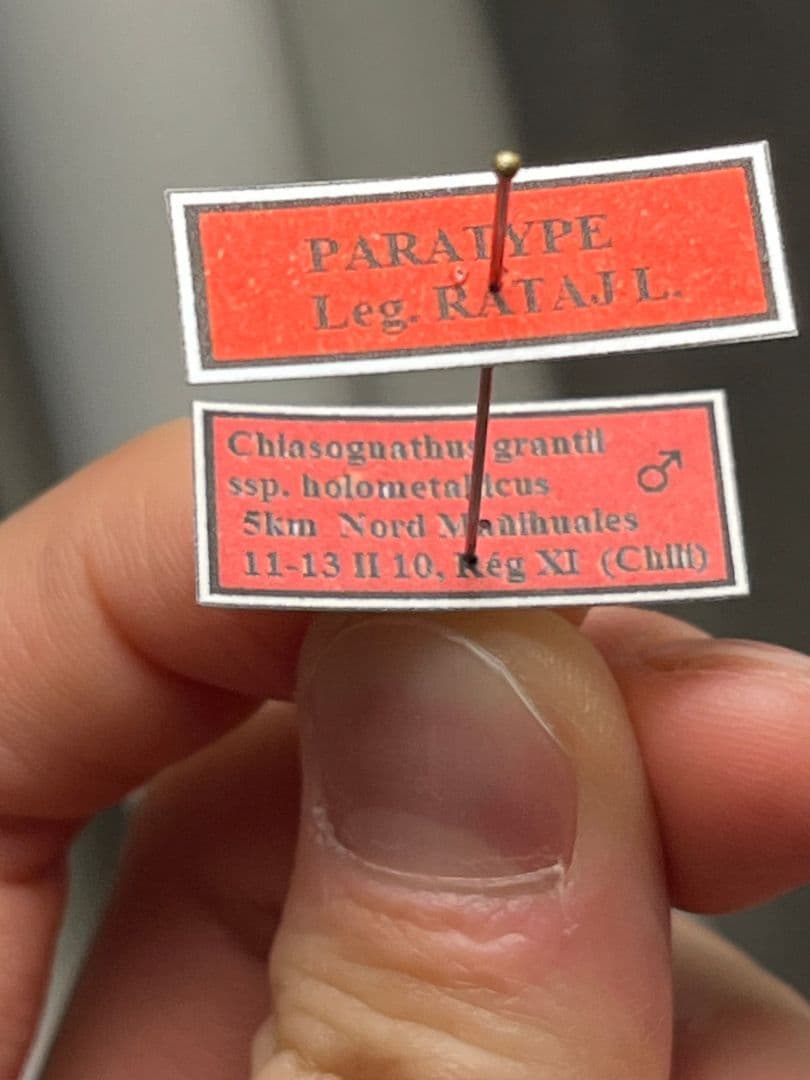 PARATYPE
Leg. RATAJ L.
Chiasognathus grantii ♂
ssp. holometallicus
5km Nord Mañihuales
11-13 II 10, Rég XI (Chili)